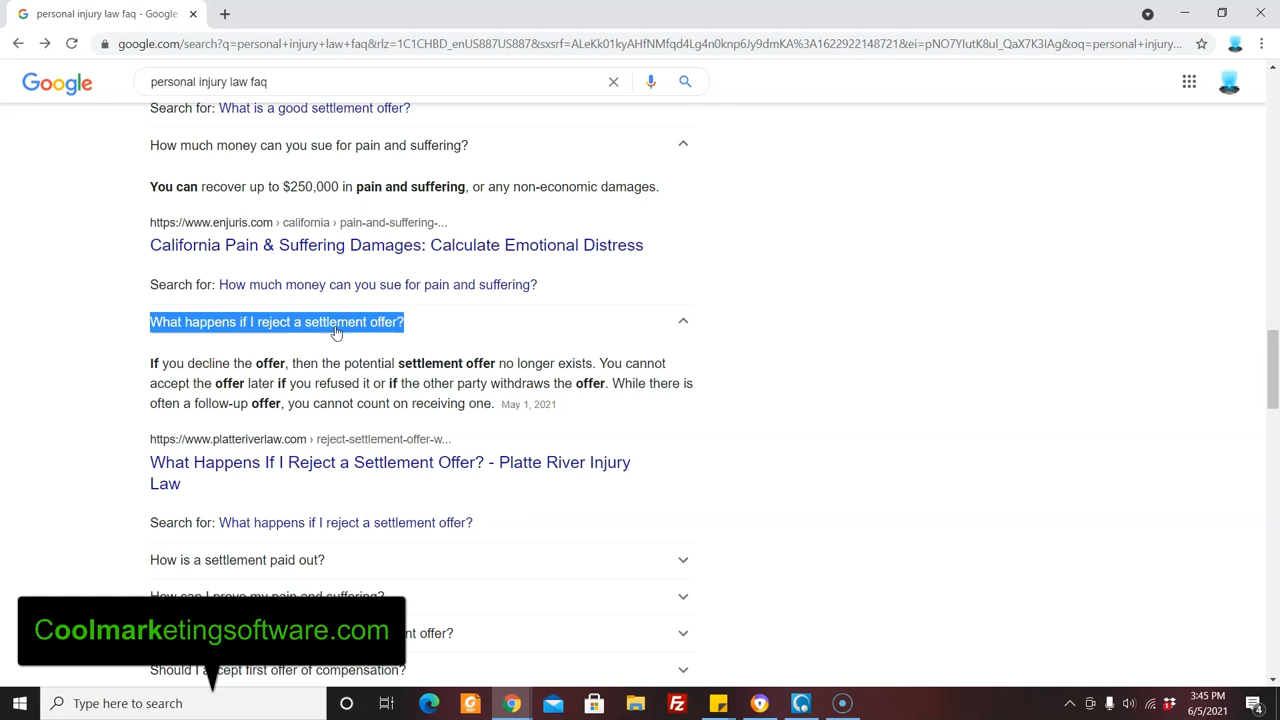 personal injury law faq - Google
google.com/search?q=personal+injury+law+faq&rlz=1C1CHBD_enUS887US887&sxsrf=ALeKk01kyAHfNMfqd4Lg4n0knp6Jy9dmKA%3A1622922148721&ei=pNO7YIutK8ul_QaX7K3IAg&oq=personal+injury...
Google
personal injury law faq
Search for: What is a good settlement offer?
How much money can you sue for pain and suffering?
You can recover up to $250,000 in pain and suffering, or any non-economic damages.
https://www.enjuris.com › california › pain-and-suffering-...
California Pain & Suffering Damages: Calculate Emotional Distress
Search for: How much money can you sue for pain and suffering?
What happens if I reject a settlement offer?
If you decline the offer, then the potential settlement offer no longer exists. You cannot
accept the offer later if you refused it or if the other party withdraws the offer. While there is
often a follow-up offer, you cannot count on receiving one. May 1, 2021
https://www.platteriverlaw.com › reject-settlement-offer-w...
What Happens If I Reject a Settlement Offer? - Platte River Injury
Law
Search for: What happens if I reject a settlement offer?
How is a settlement paid out?
How can I prove my pain and suffering?
Coolmarketingsoftware.com
nt offer?
Should I accept first offer of compensation?
Type here to search
3:45 PM
6/5/2021
4